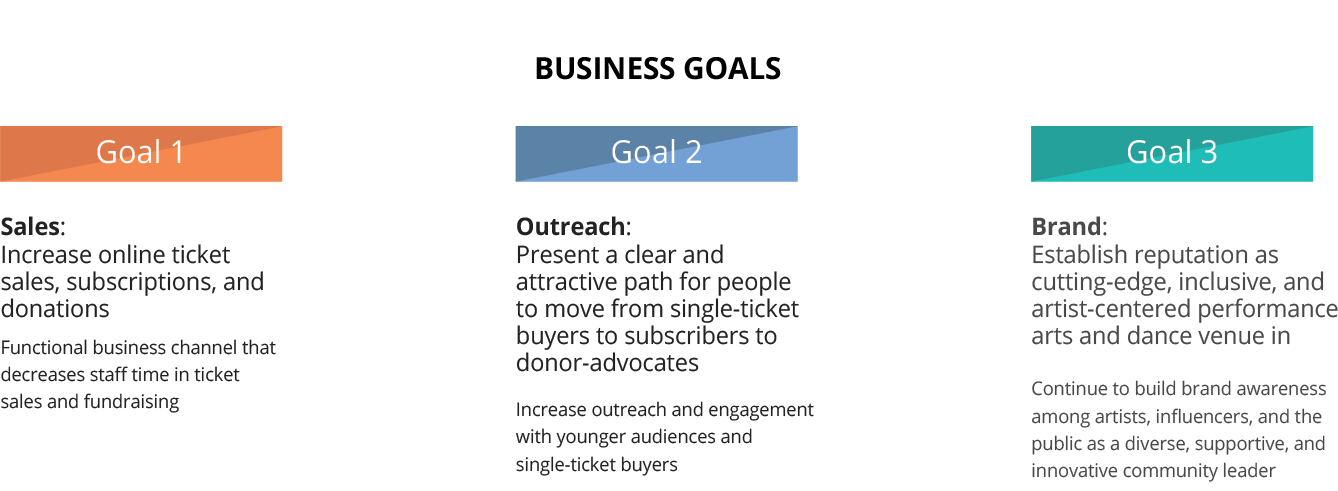 BUSINESS GOALS
Goal 1
Sales:
Increase online ticket
sales, subscriptions, and
donations
Functional business channel that
decreases staff time in ticket
sales and fundraising
Goal 2
Outreach:
Present a clear and
attractive path for people
to move from single-ticket
buyers to subscribers to
donor-advocates
Increase outreach and engagement
with younger audiences and
single-ticket buyers
Goal 3
Brand:
Establish reputation as
cutting-edge, inclusive, and
artist-centered performance
arts and dance venue in
Continue to build brand awareness
among artists, influencers, and the
public as a diverse, supportive, and
innovative community leader